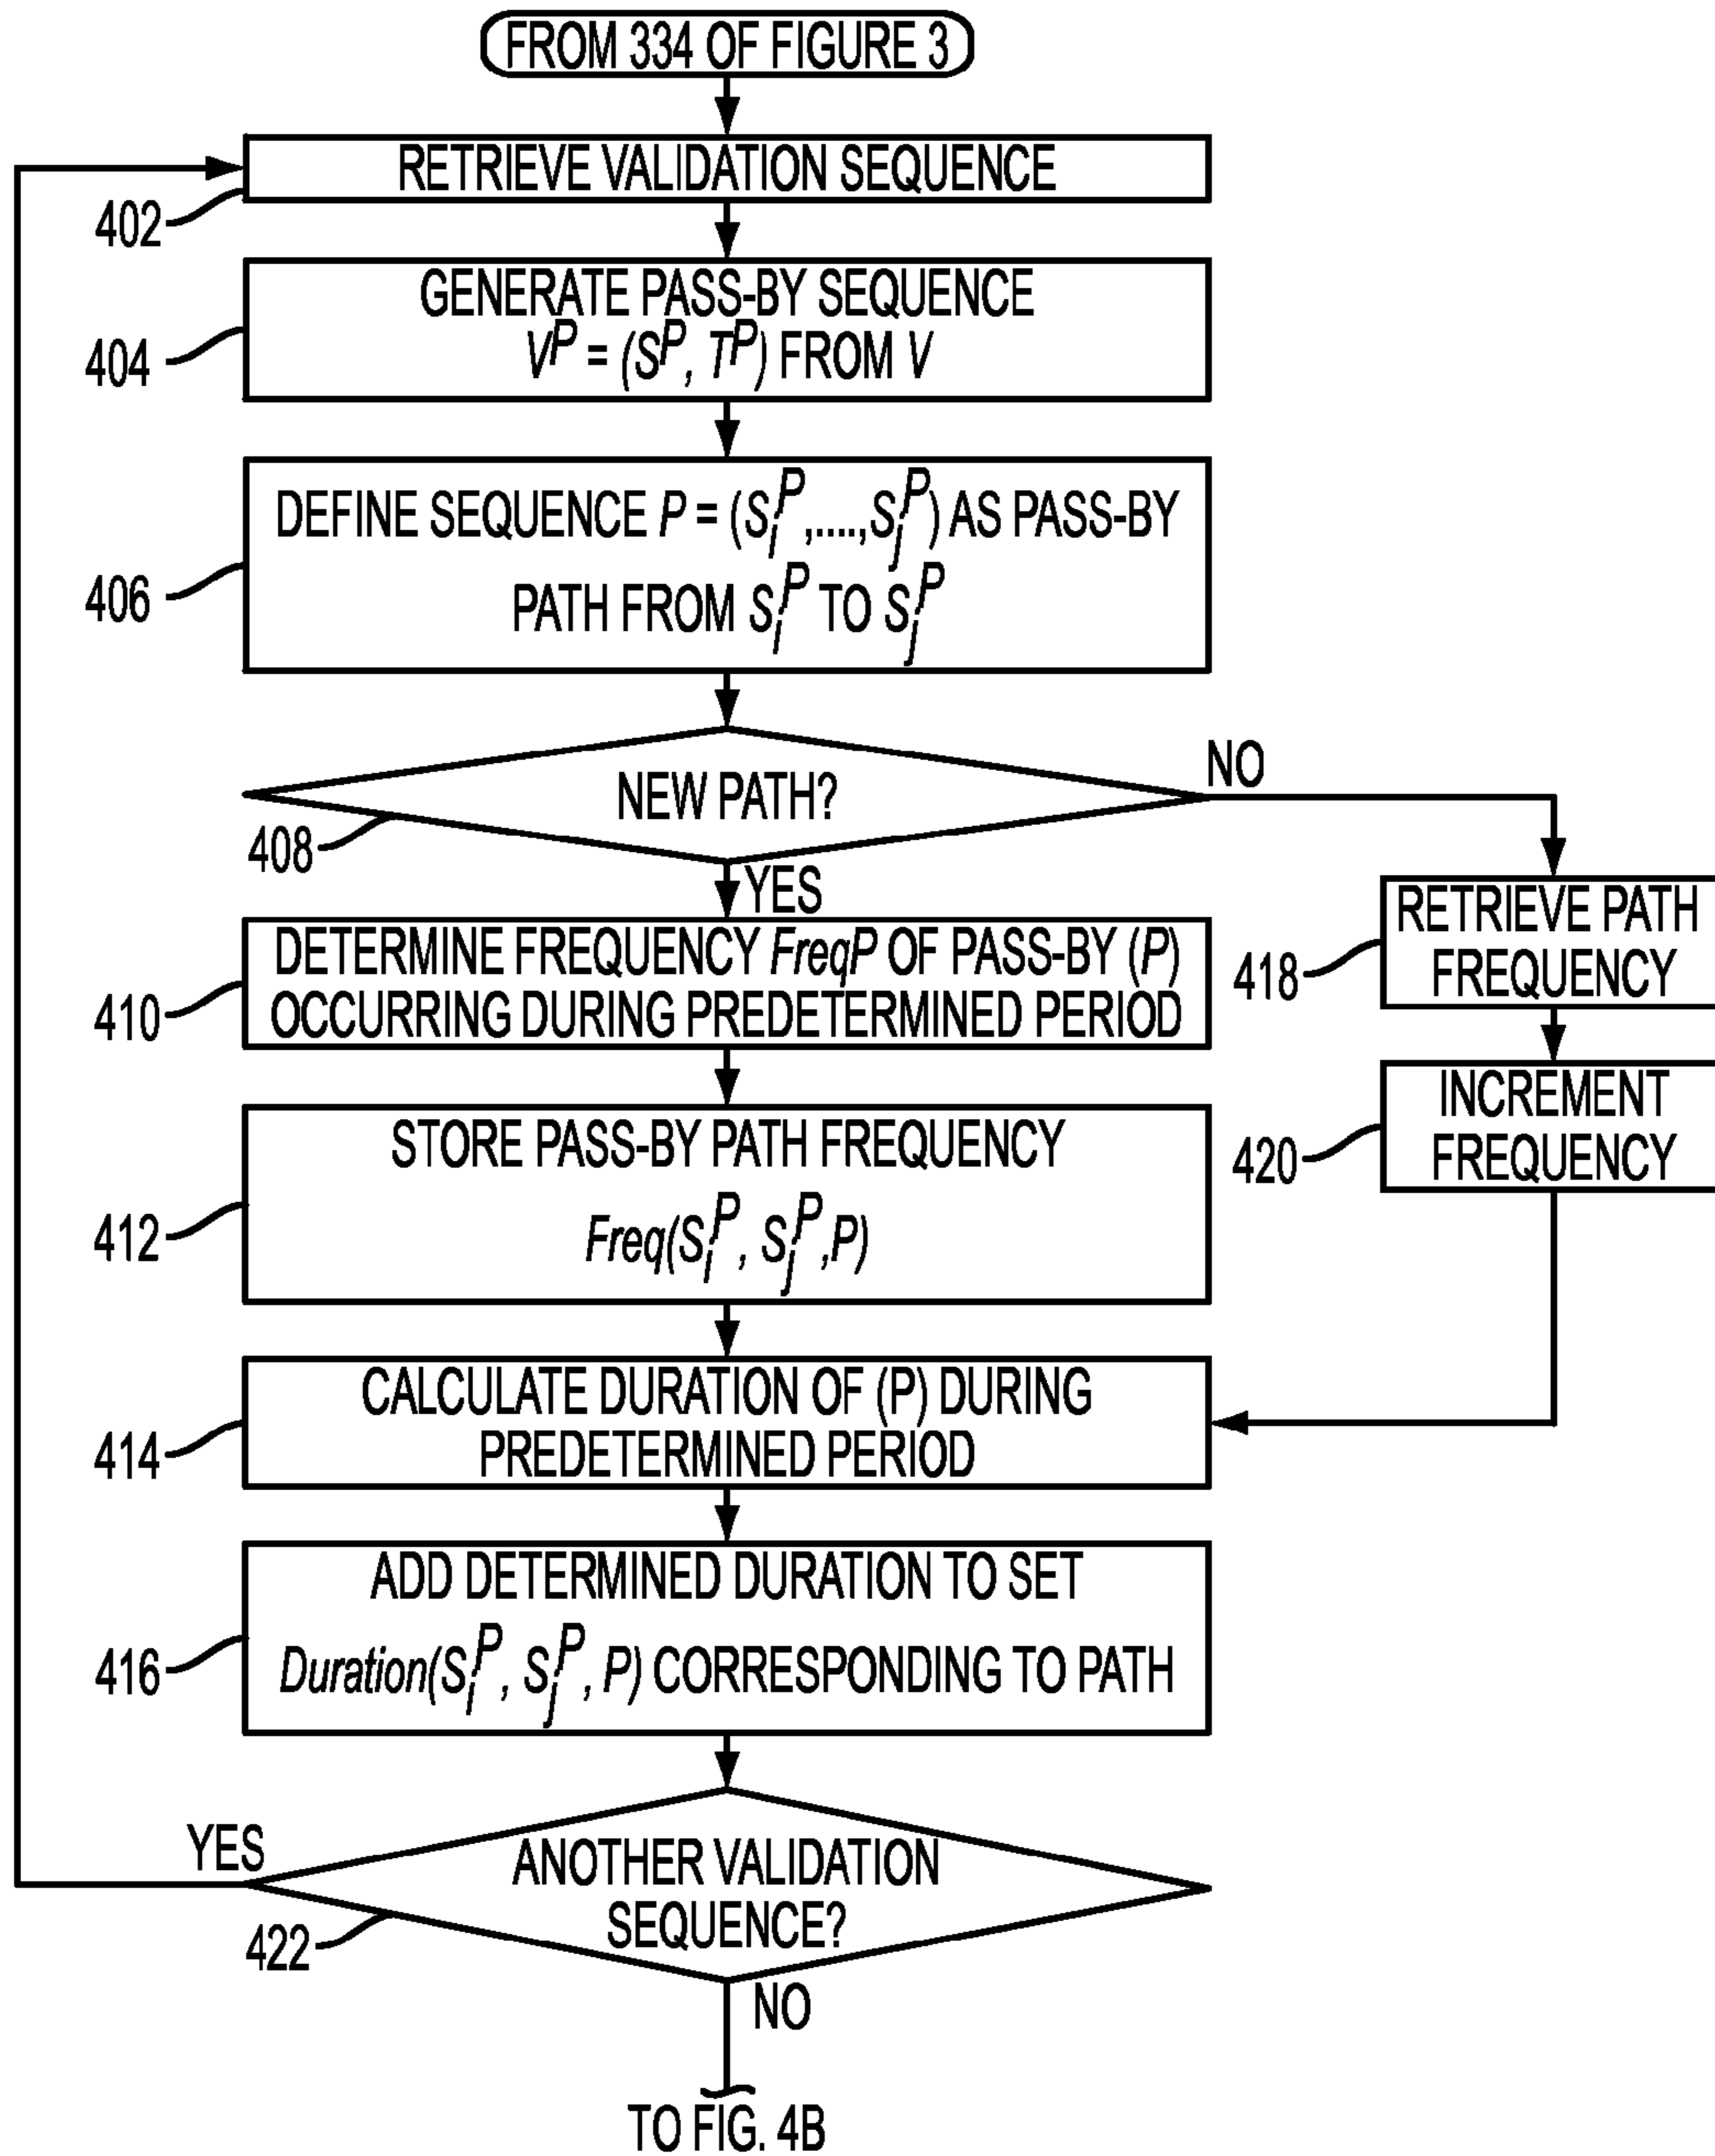 FROM 334 OF FIGURE 3
RETRIEVE VALIDATION SEQUENCE
402
GENERATE PASS-BY SEQUENCE
V^P = (S^P, T^P) FROM V
404
DEFINE SEQUENCE P = (S_i^P,....,S_j^P) AS PASS-BY
PATH FROM S_i^P TO S_j^P
406
NEW PATH?
NO
408
YES
DETERMINE FREQUENCY FreqP OF PASS-BY (P)
OCCURRING DURING PREDETERMINED PERIOD
410
RETRIEVE PATH
FREQUENCY
418
STORE PASS-BY PATH FREQUENCY
Freq(S_i^P, S_j^P,P)
412
INCREMENT
FREQUENCY
420
CALCULATE DURATION OF (P) DURING
PREDETERMINED PERIOD
414
ADD DETERMINED DURATION TO SET
Duration(S_i^P, S_j^P, P) CORRESPONDING TO PATH
416
YES
ANOTHER VALIDATION
SEQUENCE?
422
NO
TO FIG. 4B